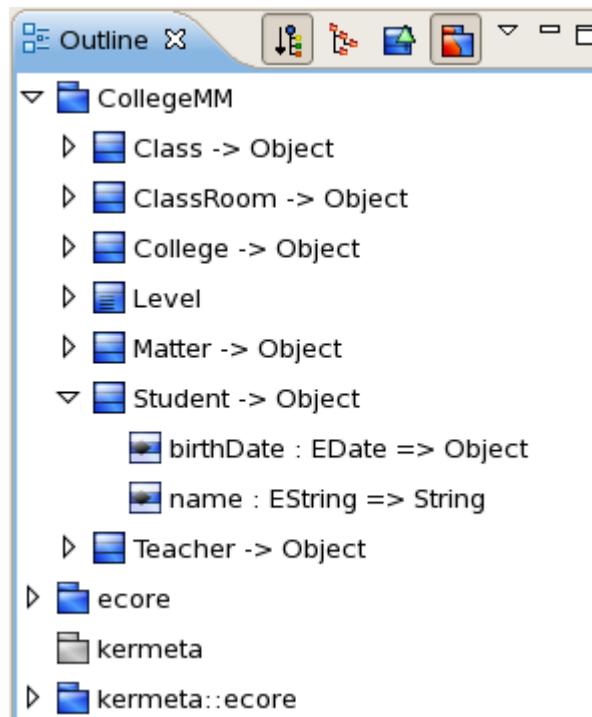 Outline
CollegeMM
Class -> Object
ClassRoom -> Object
College -> Object
Level
Matter -> Object
Student -> Object
birthDate : EDate => Object
name : EString => String
Teacher -> Object
ecore
kermeta
kermeta::ecore